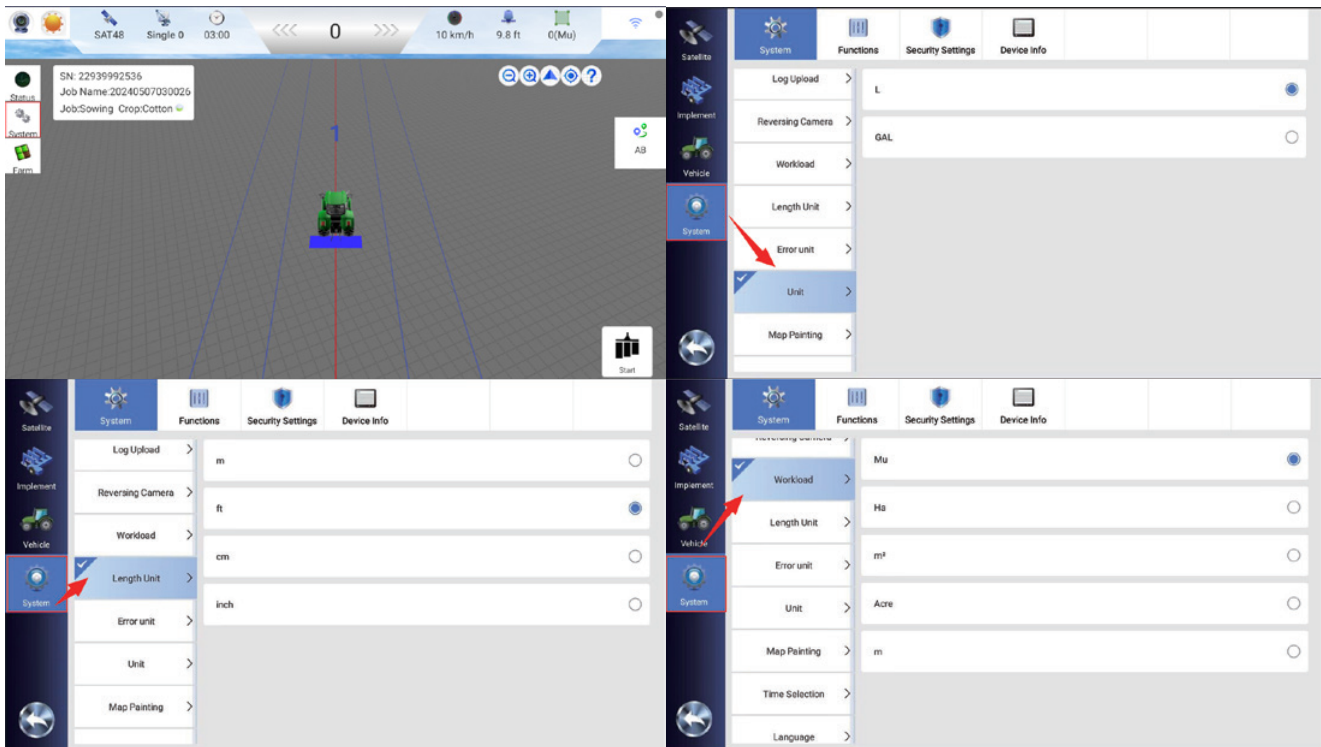 SAT48
Single 0
03:00
<<<
0
>>>
10 km/h
9.8 ft
0(Mu)
SN: 22939992536
Job Name:20240507030026
Job:Sowing Crop:Cotton
Status
System
Farm
?
1
AB
Start
Satellite
Implement
Vehicle
System
System
Functions
Security Settings
Device Info
Log Upload
Reversing Camera
Workload
Length Unit
Error unit
Unit
Map Painting
L
GAL
Satellite
Implement
Vehicle
System
System
Functions
Security Settings
Device Info
Log Upload
Reversing Camera
Workload
Length Unit
Error unit
Unit
Map Painting
m
ft
cm
inch
Satellite
Implement
Vehicle
System
System
Functions
Security Settings
Device Info
Reversing Camera
Workload
Length Unit
Error unit
Unit
Map Painting
Time Selection
Language
Mu
Ha
m²
Acre
m